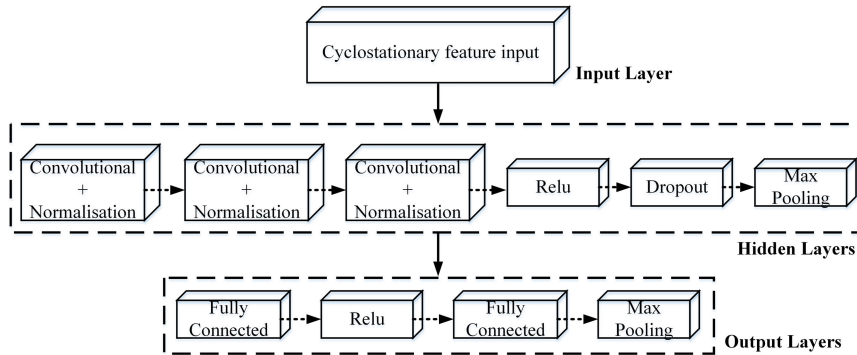 Cyclostationary feature input
Input Layer
Convolutional
+
Normalisation
Convolutional
+
Normalisation
Convolutional
+
Normalisation
Relu
Dropout
Max
Pooling
Hidden Layers
Fully
Connected
Relu
Fully
Connected
Max
Pooling
Output Layers